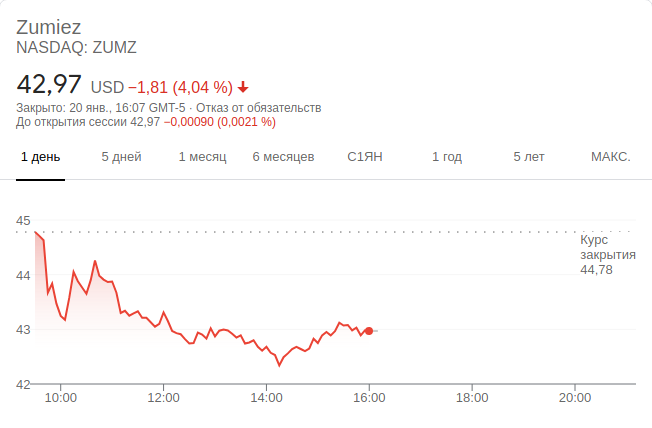 Zumiez
NASDAQ: ZUMZ
42,97 USD −1,81 (4,04 %)
Закрыто: 20 янв., 16:07 GMT-5 · Отказ от обязательств
До открытия сессии 42,97 −0,00090 (0,0021 %)
1 день 5 дней 1 месяц 6 месяцев С1ЯН 1 год 5 лет МАКС.
45
Курс
закрытия
44,78
44
43
42
10:00 12:00 14:00 16:00 18:00 20:00